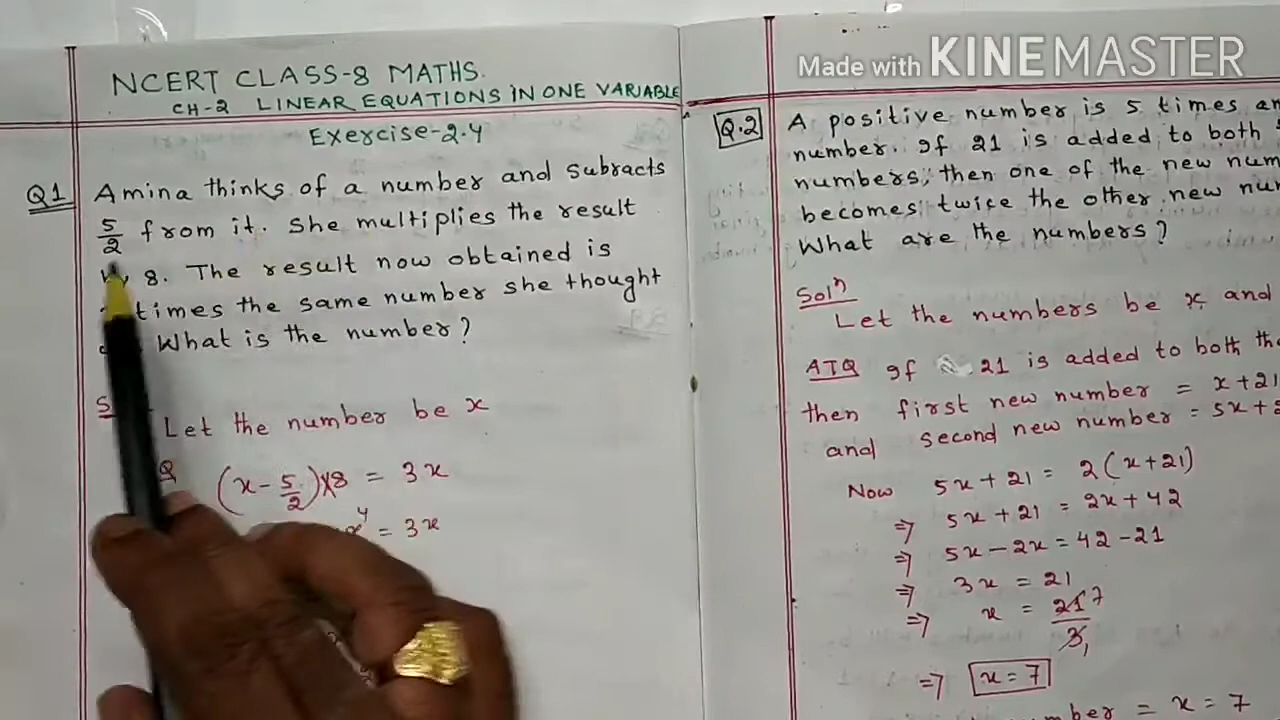 Made with KINEMASTER
NCERT CLASS-8 MATHS.
CH-2 LINEAR EQUATIONS IN ONE VARIABLE
Exercise-2.4
Q1 Amina thinks of a number and subracts
5/2 from it. She multiplies the result
8. The result now obtained is
times the same number she thought
What is the number?
Let the number be x
(x - 5/2)×8 = 3x
= 3x
Q.2 A positive number is 5 times
number. If 21 is added to both
numbers, then one of the new
becomes twice the other new
What are the numbers?
Solⁿ
Let the numbers be x and
ATQ If 21 is added to both
then first new number = x+21
and second new number = 5x+
Now 5x+21 = 2(x+21)
⇒ 5x+21 = 2x+42
⇒ 5x-2x = 42-21
⇒ 3x = 21
⇒ x = 21/3 7 1
⇒ x = 7
= x = 7